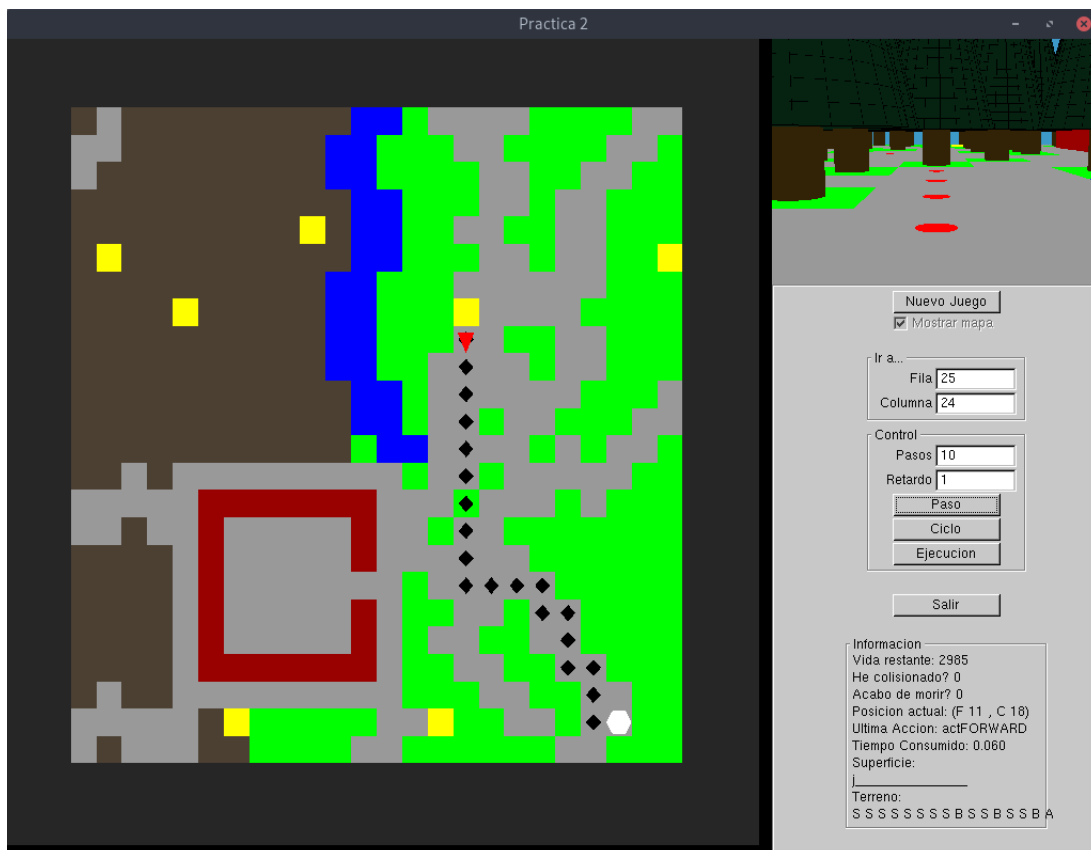 Practica 2
Nuevo Juego
Mostrar mapa
Ir a...
Fila 25
Columna 24
Control
Pasos 10
Retardo 1
Paso
Ciclo
Ejecucion
Salir
Informacion
Vida restante: 2985
He colisionado? 0
Acabo de morir? 0
Posicion actual: (F 11 , C 18)
Ultima Accion: actFORWARD
Tiempo Consumido: 0.060
Superficie:
j_______________
Terreno:
S S S S S S S S B S S B S S B A